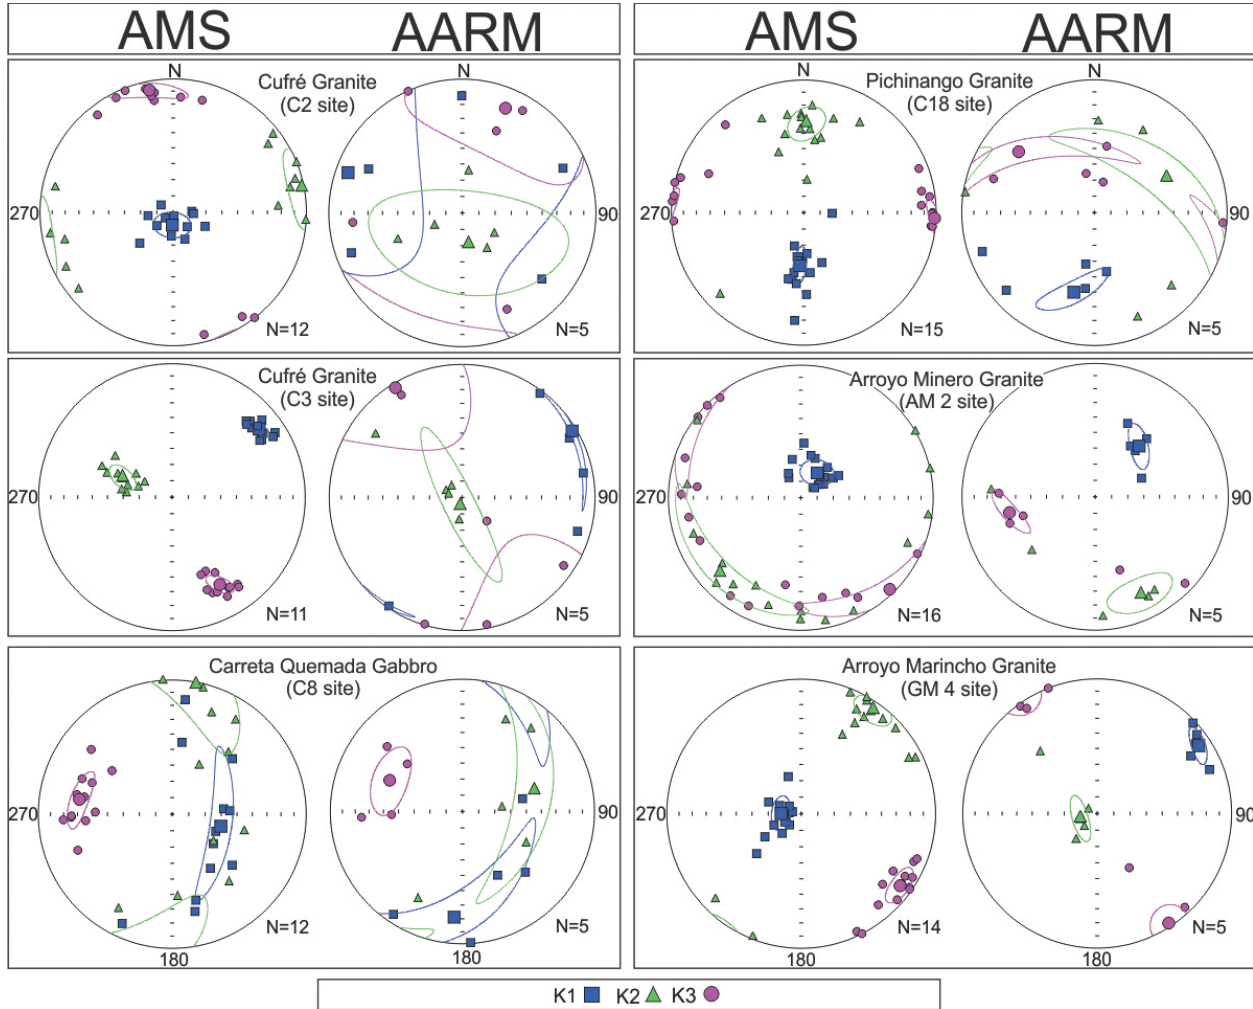 AMS AARM
AMS AARM
N N
Cufré Granite
(C2 site)
270 90
N=12 N=5
N N
Pichinango Granite
(C18 site)
270 90
N=15 N=5
Cufré Granite
(C3 site)
270 90
N=11 N=5
Arroyo Minero Granite
(AM 2 site)
270 90
N=16 N=5
Carreta Quemada Gabbro
(C8 site)
270 90
N=12 N=5
180 180
Arroyo Marincho Granite
(GM 4 site)
270 90
N=14 N=5
180 180
K1 K2 K3